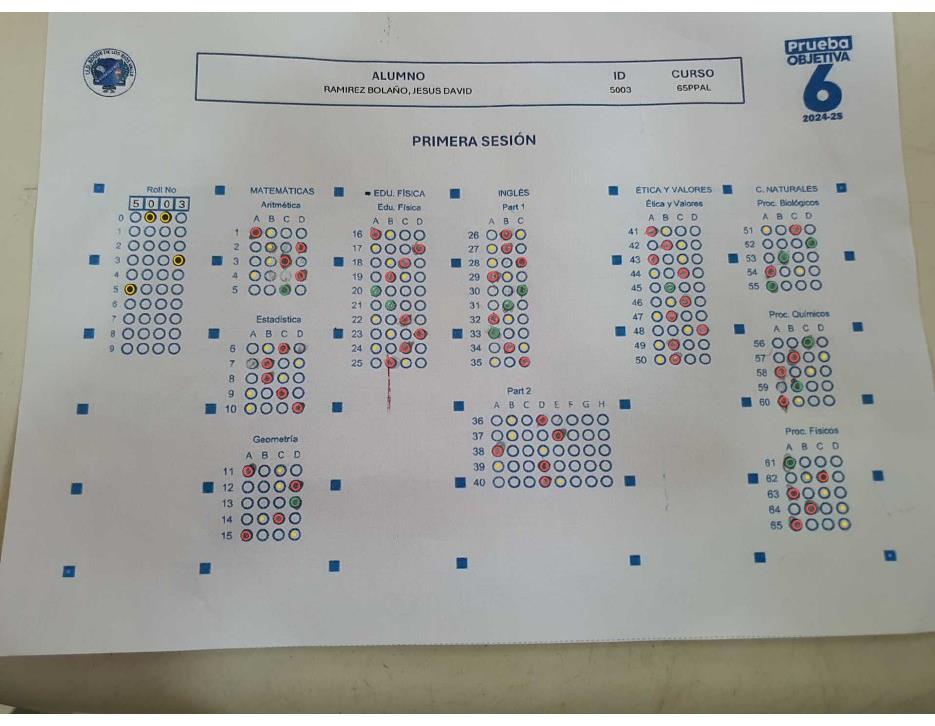 Prueba
OBJETIVA
6
2024-25
ALUMNO ID CURSO
RAMIREZ BOLAÑO, JESUS DAVID 5003 65PPAL
PRIMERA SESIÓN
Roll No
5 0 0 3
0
1
2
3
4
5
6
7
8
9
MATEMÁTICAS
Aritmética
A B C D
1
2
3
4
5
Estadística
A B C D
6
7
8
9
10
Geometría
A B C D
11
12
13
14
15
EDU. FÍSICA
Edu. Física
A B C D
16
17
18
19
20
21
22
23
24
25
INGLÉS
Part 1
A B C
26
27
28
29
30
31
32
33
34
35
Part 2
A B C D E F G H
36
37
38
39
40
ÉTICA Y VALORES
Ética y Valores
A B C D
41
42
43
44
45
46
47
48
49
50
C. NATURALES
Proc. Biológicos
A B C D
51
52
53
54
55
Proc. Químicos
A B C D
56
57
58
59
60
Proc. Físicos
A B C D
61
62
63
64
65